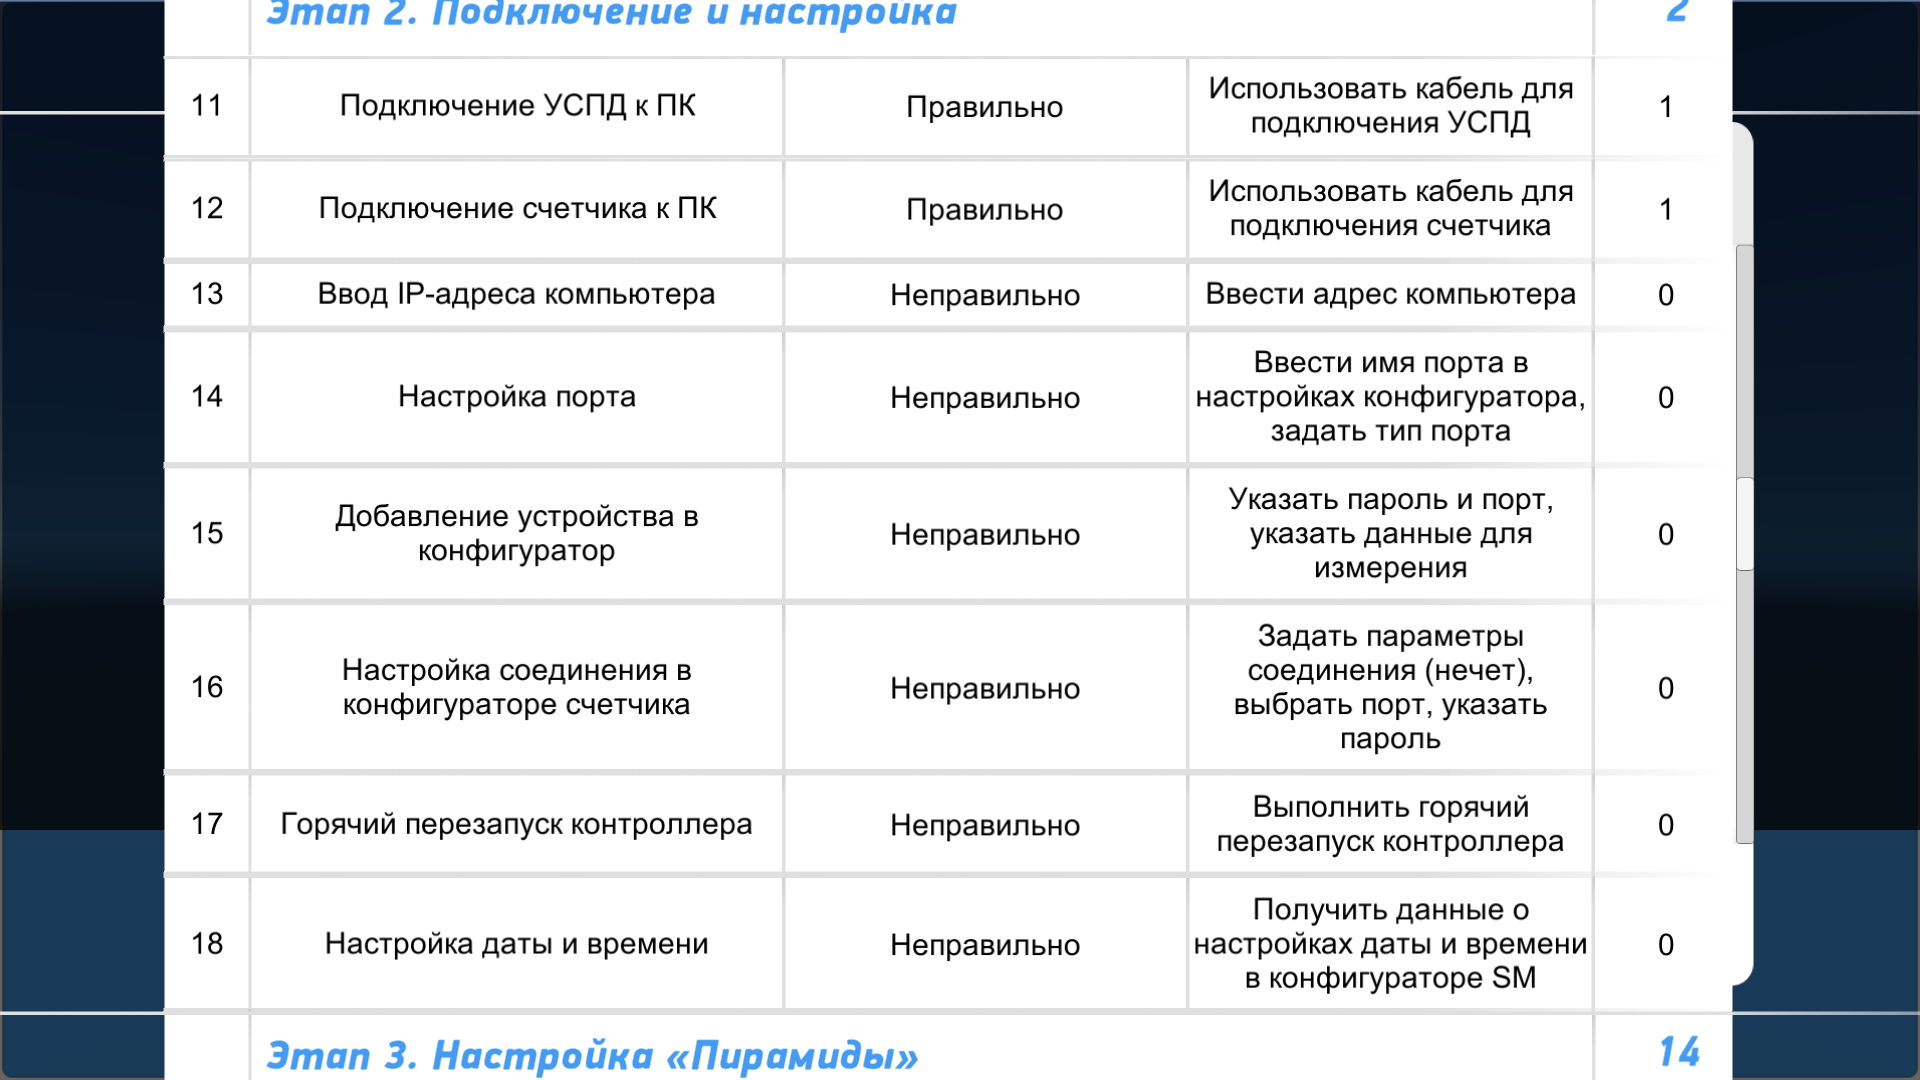 Этап 2. Подключение и настройка 2
11 Подключение УСПД к ПК Правильно Использовать кабель для
подключения УСПД 1
12 Подключение счетчика к ПК Правильно Использовать кабель для
подключения счетчика 1
13 Ввод IP-адреса компьютера Неправильно Ввести адрес компьютера 0
14 Настройка порта Неправильно Ввести имя порта в
настройках конфигуратора,
задать тип порта 0
15 Добавление устройства в
конфигуратор Неправильно Указать пароль и порт,
указать данные для
измерения 0
16 Настройка соединения в
конфигураторе счетчика Неправильно Задать параметры
соединения (нечет),
выбрать порт, указать
пароль 0
17 Горячий перезапуск контроллера Неправильно Выполнить горячий
перезапуск контроллера 0
18 Настройка даты и времени Неправильно Получить данные о
настройках даты и времени
в конфигураторе SM 0
Этап 3. Настройка «Пирамиды» 14